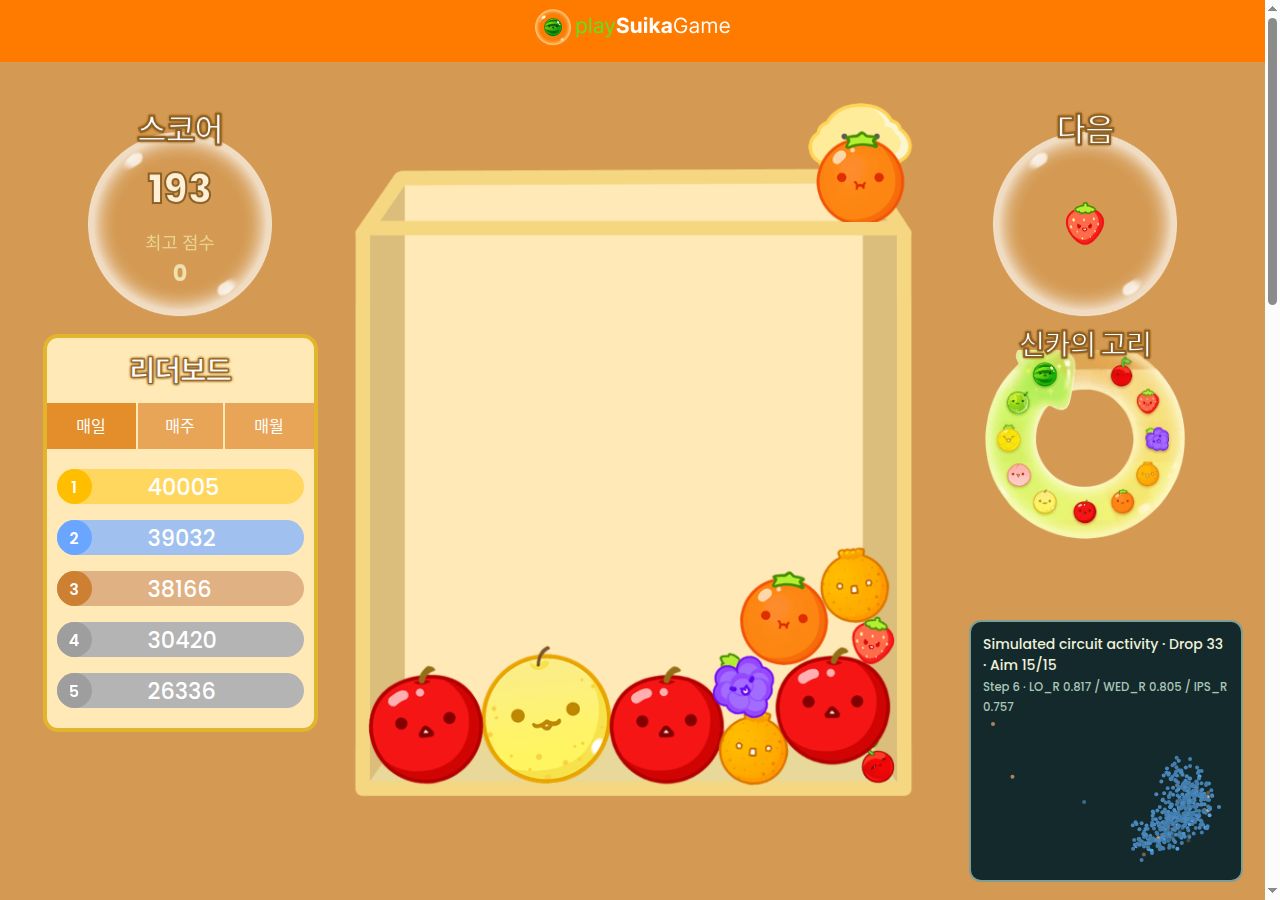 playSuikaGame
스코어
193
최고 점수
0
리더보드
매일 매주 매월
1 40005
2 39032
3 38166
4 30420
5 26336
다음
신카의 고리
Simulated circuit activity · Drop 33
· Aim 15/15
Step 6 · LO_R 0.817 / WED_R 0.805 / IPS_R
0.757